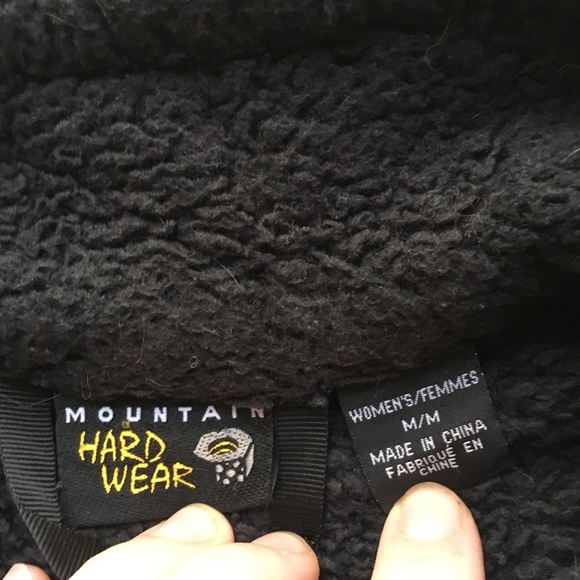 MOUNTAIN
HARD
WEAR
WOMEN'S/FEMMES
M/M
MADE IN CHINA
FABRIQUÉ EN
CHINE